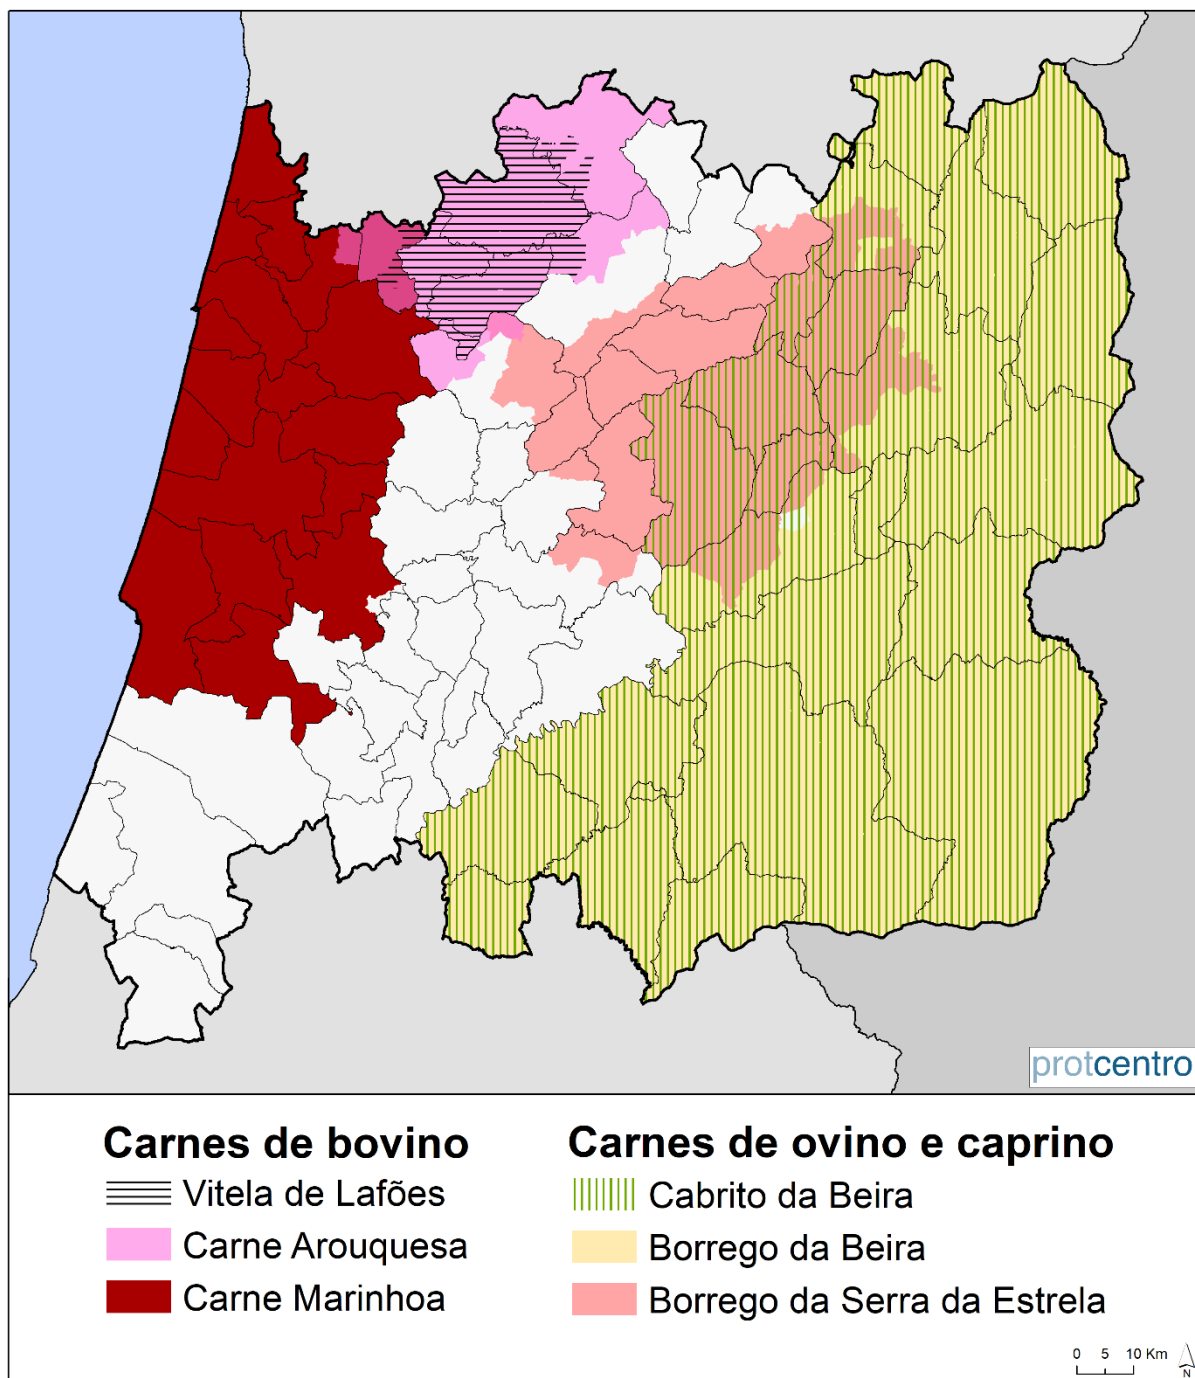 protcentro
Carnes de bovino
Vitela de Lafões
Carne Arouquesa
Carne Marinhoa
Carnes de ovino e caprino
Cabrito da Beira
Borrego da Beira
Borrego da Serra da Estrela
0 5 10 Km
N